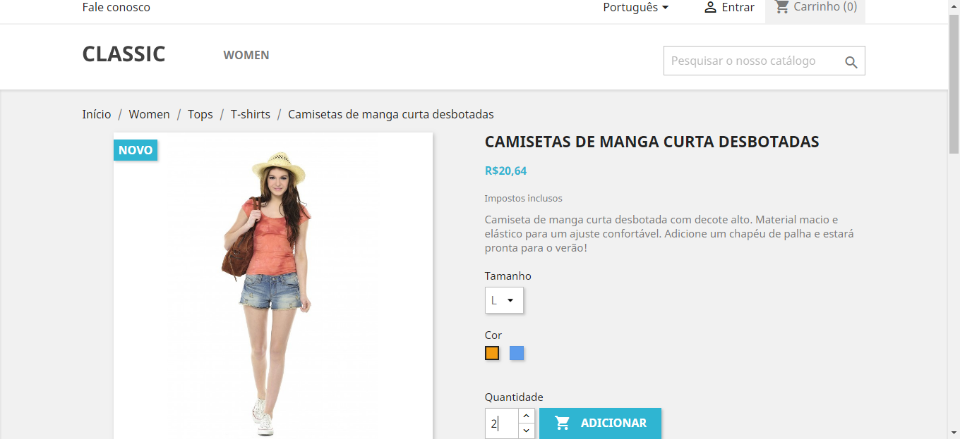 Fale conosco
Português
Entrar
Carrinho (0)
CLASSIC
WOMEN
Pesquisar o nosso catálogo
Início / Women / Tops / T-shirts / Camisetas de manga curta desbotadas
NOVO
CAMISETAS DE MANGA CURTA DESBOTADAS
R$20,64
Impostos inclusos
Camiseta de manga curta desbotada com decote alto. Material macio e
elástico para um ajuste confortável. Adicione um chapéu de palha e estará
pronta para o verão!
Tamanho
L
Cor
Quantidade
2
ADICIONAR